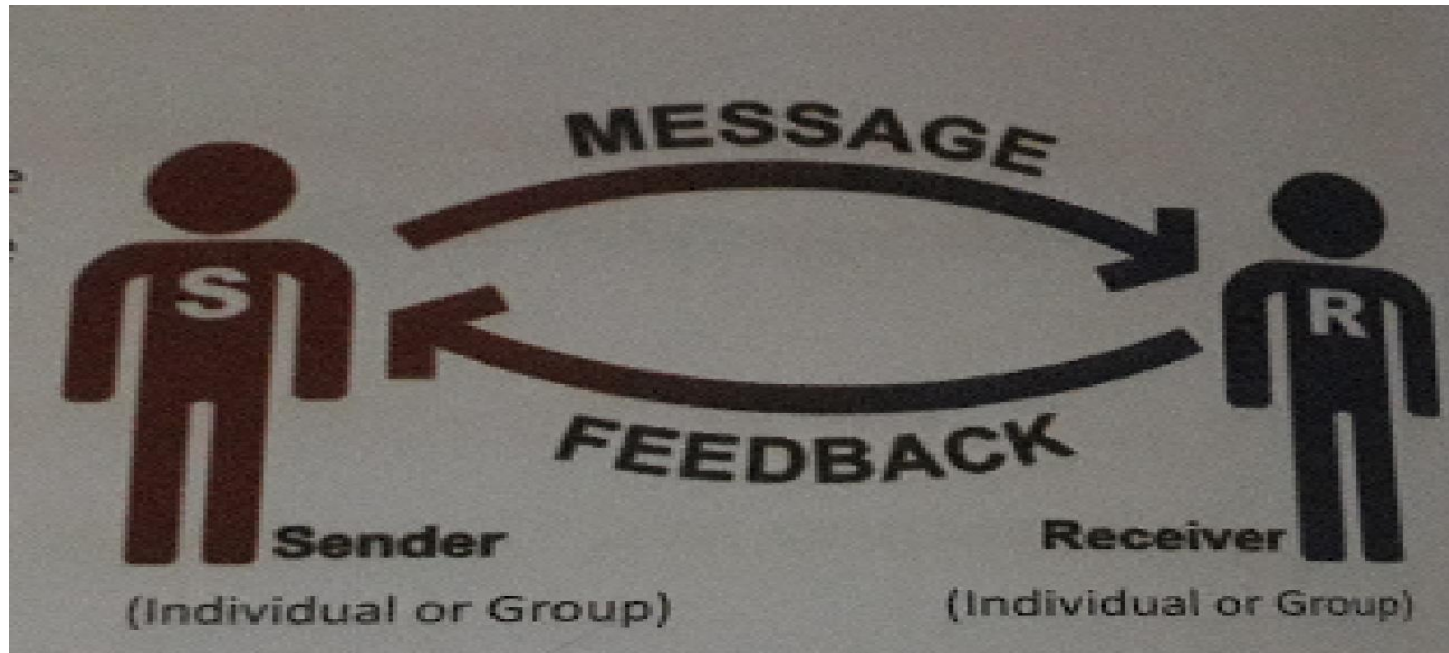 MESSAGE
S
R
FEEDBACK
Sender
Receiver
(Individual or Group)
(Individual or Group)